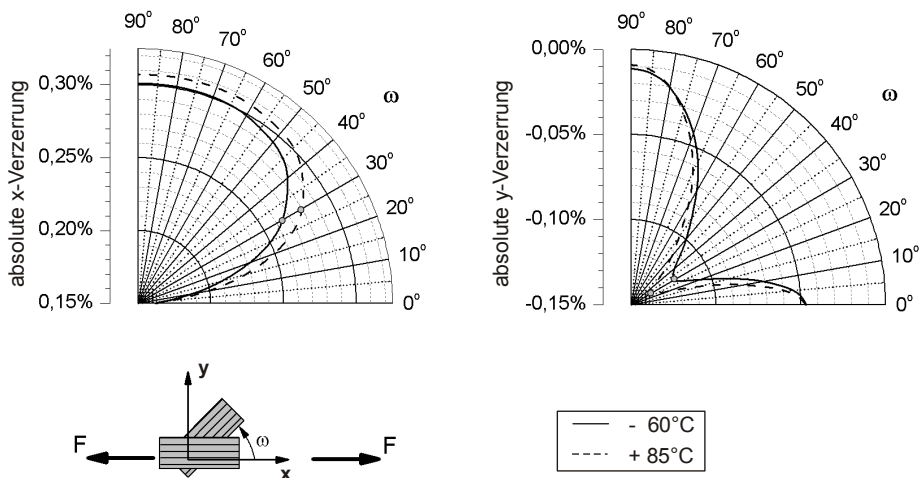 absolute x-Verzerrung
0,30%
0,25%
0,20%
0,15%
90°
80°
70°
60°
50°
40°
30°
20°
10°
0°
ω
absolute y-Verzerrung
0,00%
-0,05%
-0,10%
-0,15%
90°
80°
70°
60°
50°
40°
30°
20°
10°
0°
ω
y
F
ω
x
F
- 60°C
+ 85°C